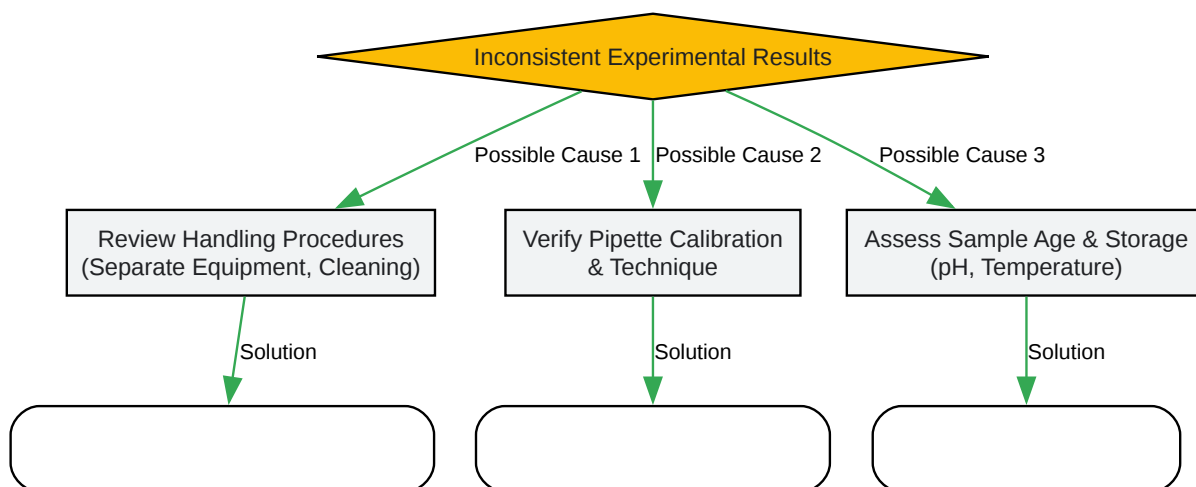 Inconsistent Experimental Results
Possible Cause 1
Possible Cause 2
Possible Cause 3
Review Handling Procedures
(Separate Equipment, Cleaning)
Verify Pipette Calibration
& Technique
Assess Sample Age & Storage
(pH, Temperature)
Solution
Solution
Solution